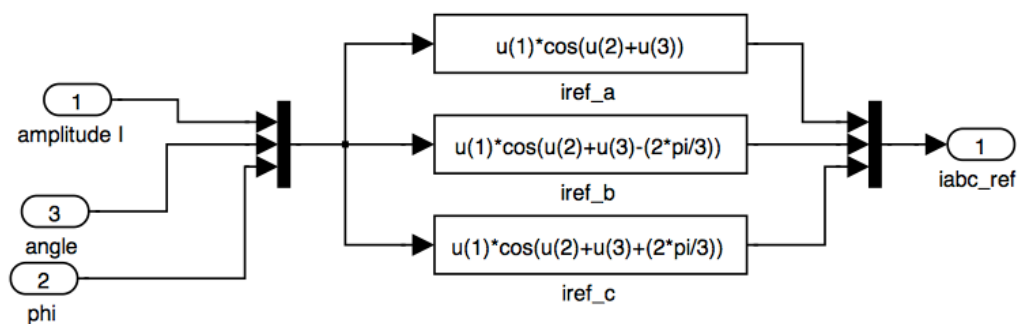 u(1)*cos(u(2)+u(3))
iref_a
1
amplitude I
u(1)*cos(u(2)+u(3)-(2*pi/3))
iref_b
1
iabc_ref
3
angle
u(1)*cos(u(2)+u(3)+(2*pi/3))
iref_c
2
phi